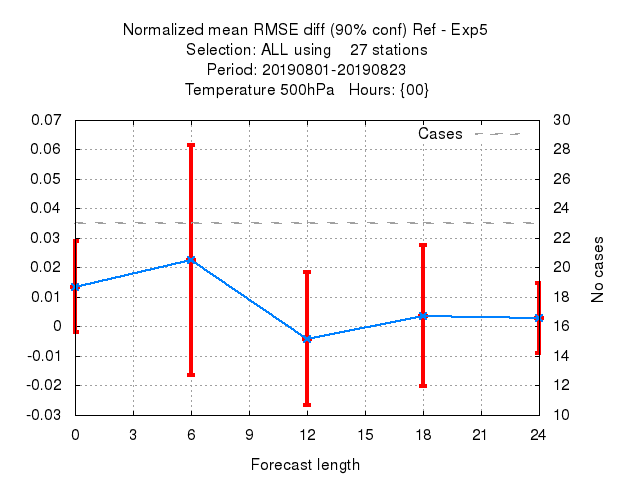 Normalized mean RMSE diff (90% conf) Ref - Exp5
Selection: ALL using    27 stations
Period: 20190801-20190823
Temperature 500hPa   Hours: {00}
Cases
0.07
0.06
0.05
0.04
0.03
0.02
0.01
0
-0.01
-0.02
-0.03
30
28
26
24
22
20
18
16
14
12
10
No cases
0 3 6 9 12 15 18 21 24
Forecast length